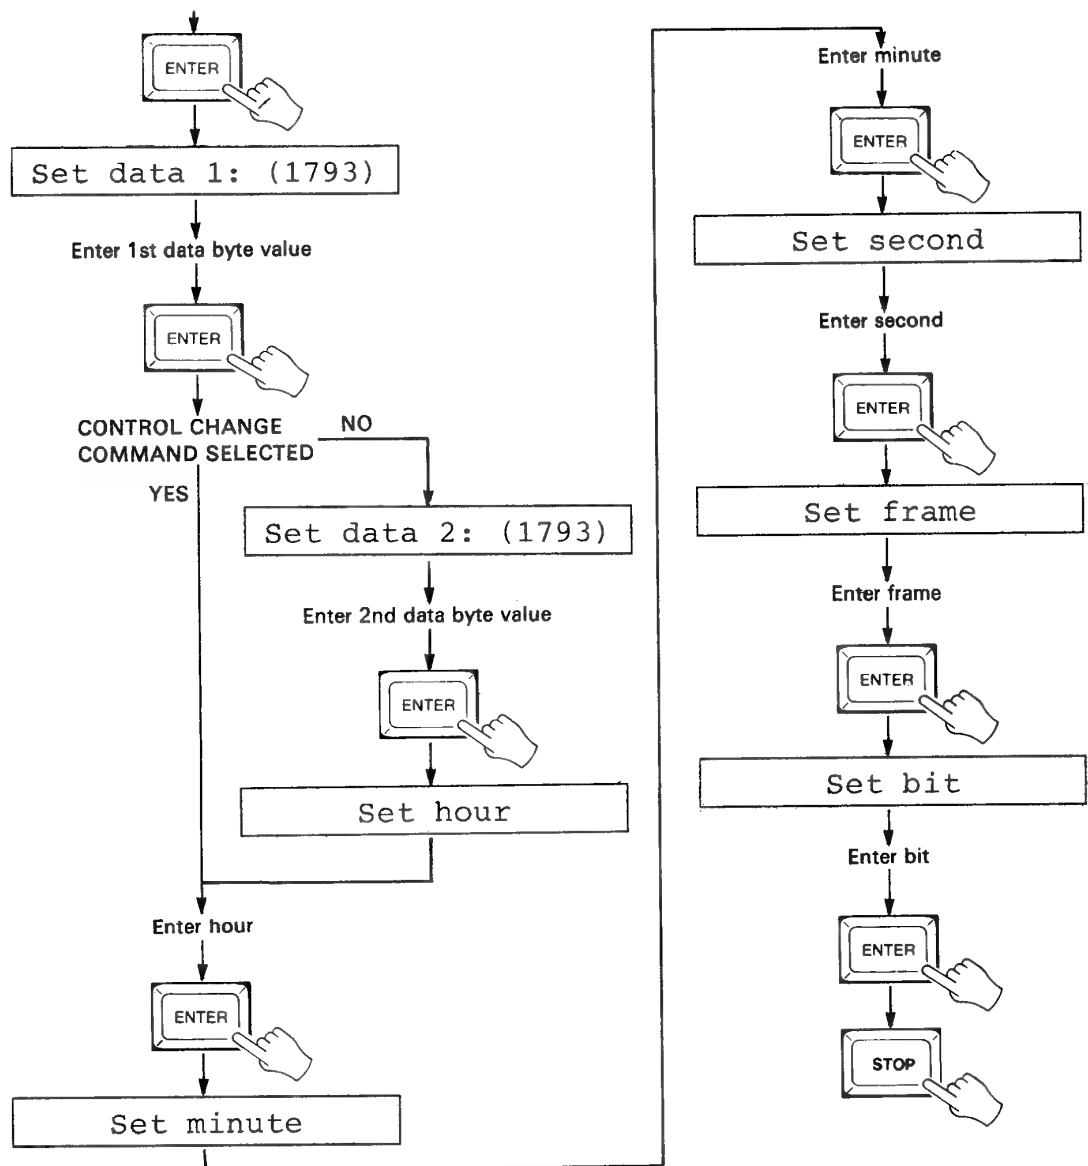 ENTER
Set data 1: (1793)
Enter 1st data byte value
ENTER
CONTROL CHANGE
COMMAND SELECTED
NO
YES
Set data 2: (1793)
Enter 2nd data byte value
ENTER
Set hour
Enter hour
ENTER
Set minute
Enter minute
ENTER
Set second
Enter second
ENTER
Set frame
Enter frame
ENTER
Set bit
Enter bit
ENTER
STOP